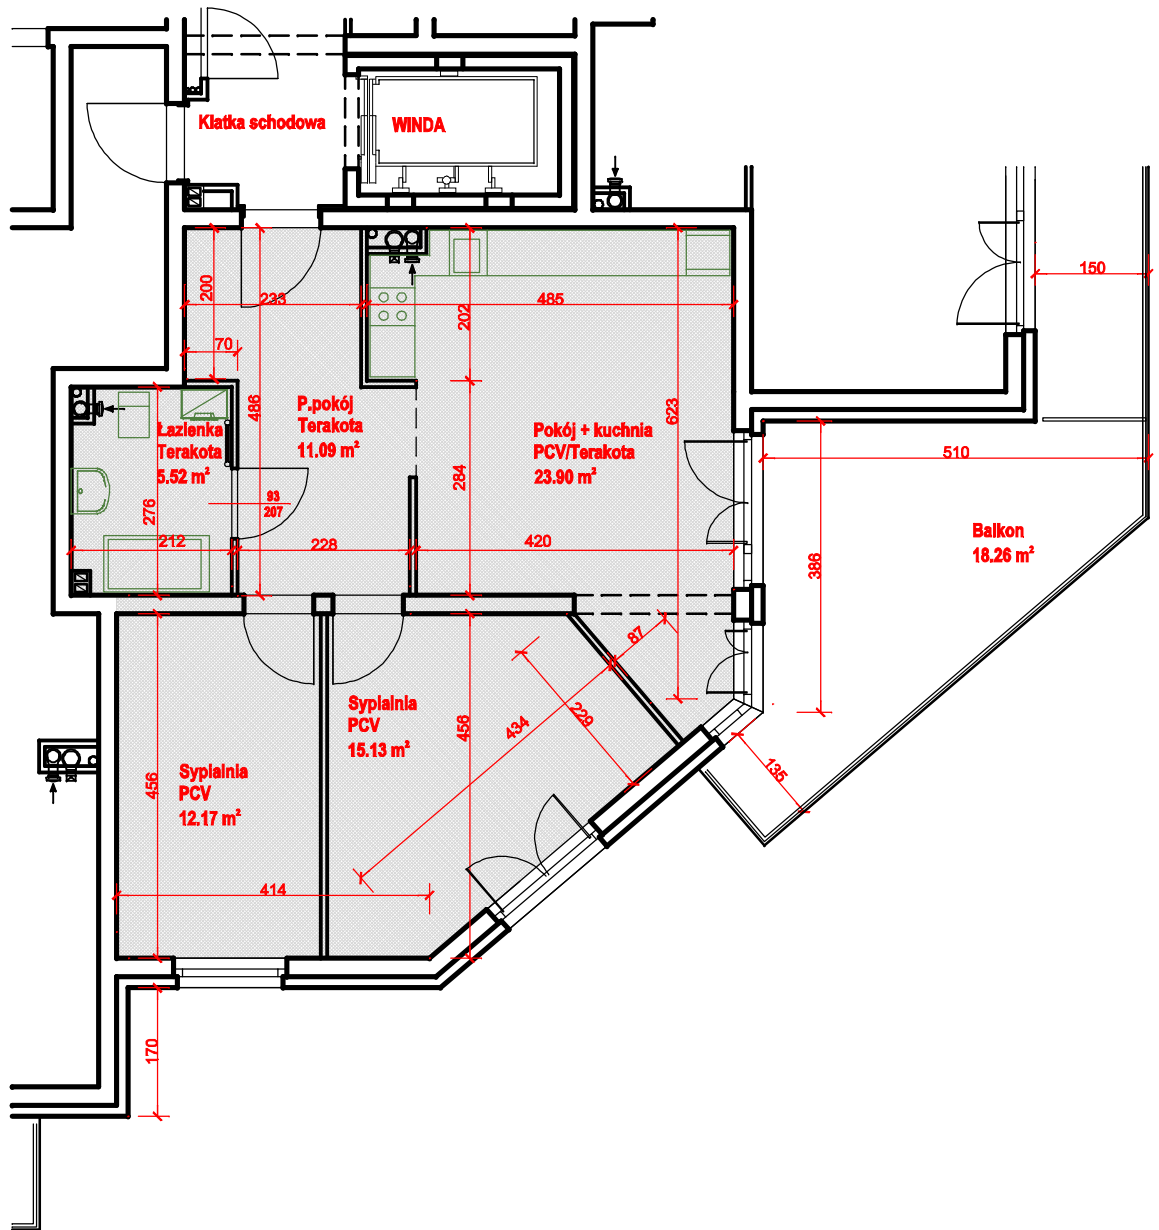 Klatka schodowa
WINDA
150
200
233
202
485
70
486
623
P.pokój
Terakota
11.09 m²
Łazienka
Terakota
5.52 m²
Pokój + kuchnia
PCV/Terakota
23.90 m²
510
284
276
93
207
Balkon
18.26 m²
212
228
420
386
87
Sypialnia
PCV
15.13 m²
456
434
229
135
Sypialnia
PCV
12.17 m²
456
414
170